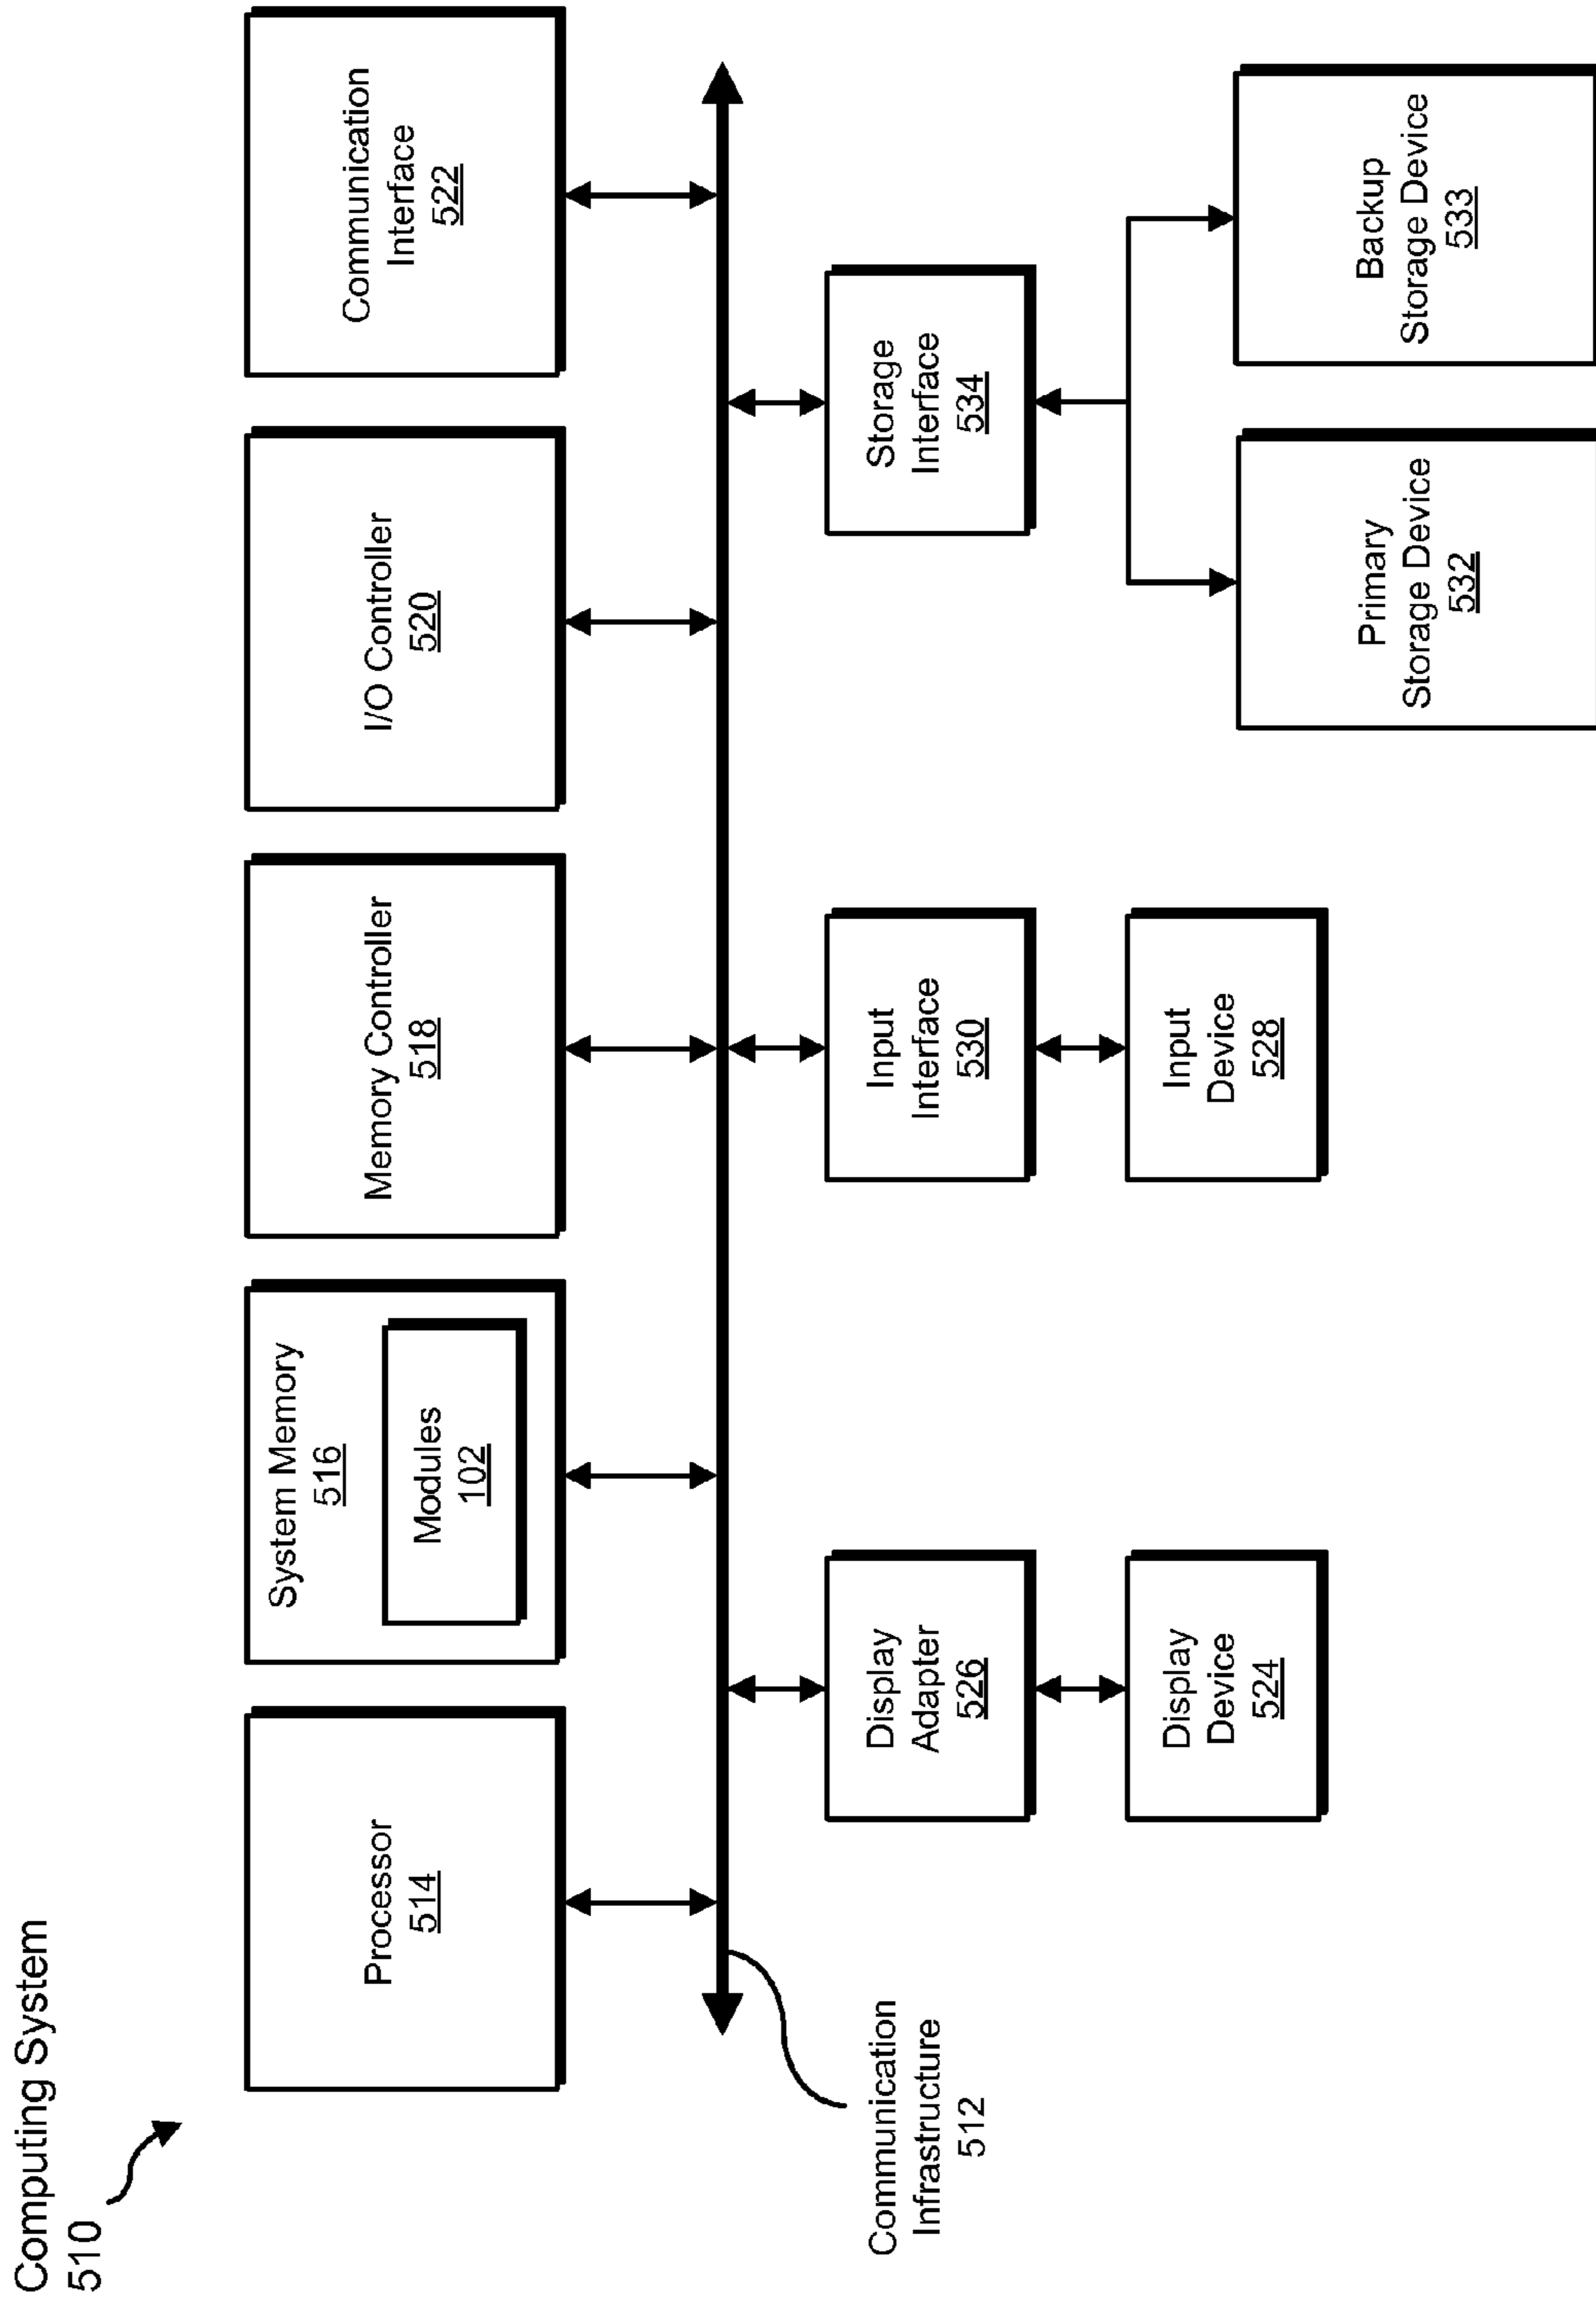 Computing System
510
Processor
514
System Memory
516
Modules
102
Memory Controller
518
I/O Controller
520
Communication
Interface
522
Communication
Infrastructure
512
Display
Adapter
526
Input
Interface
530
Storage
Interface
534
Display
Device
524
Input
Device
528
Primary
Storage Device
532
Backup
Storage Device
533